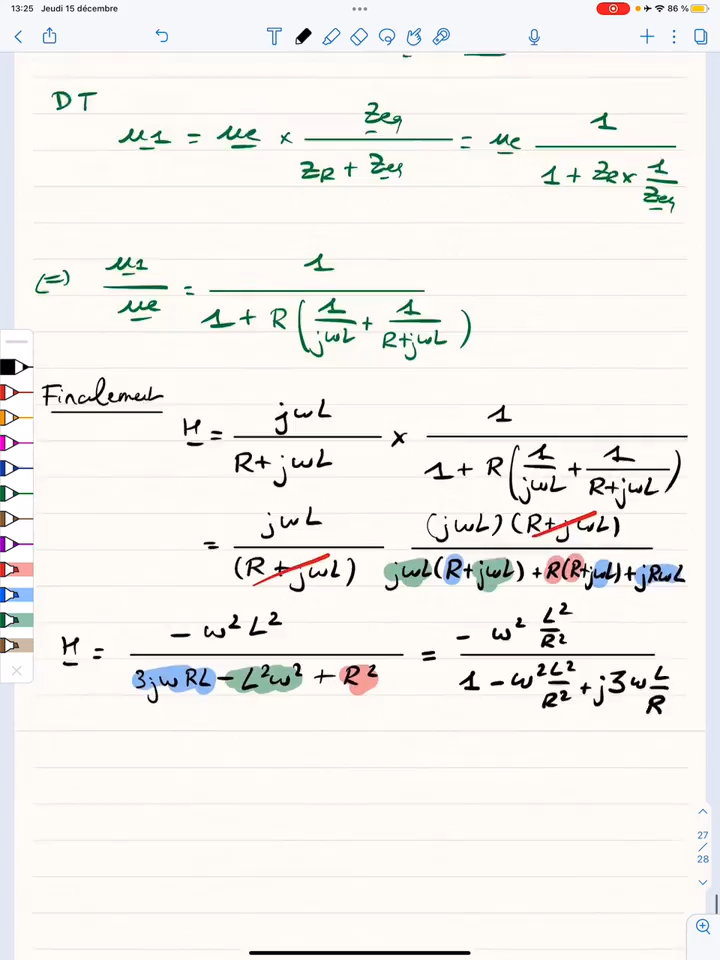 13:25 Jeudi 15 décembre 86 %
DT
u1 = ue × Zeq / (ZR + Zeq) = ue 1 / (1 + ZR × 1/Zeq)
(=) u1/ue = 1 / (1 + R(1/jωL + 1/(R+jωL)))
Finalement
H = jωL / (R+jωL) × 1 / (1 + R(1/jωL + 1/(R+jωL)))
= jωL / (R+jωL) (jωL)(R+jωL) / (jωL(R+jωL) + R(R+jωL) + jRωL)
H = -ω²L² / (3jωRL - L²ω² + R²) = -ω² L²/R² / (1 - ω²L²/R² + j3ωL/R)
27
/
28